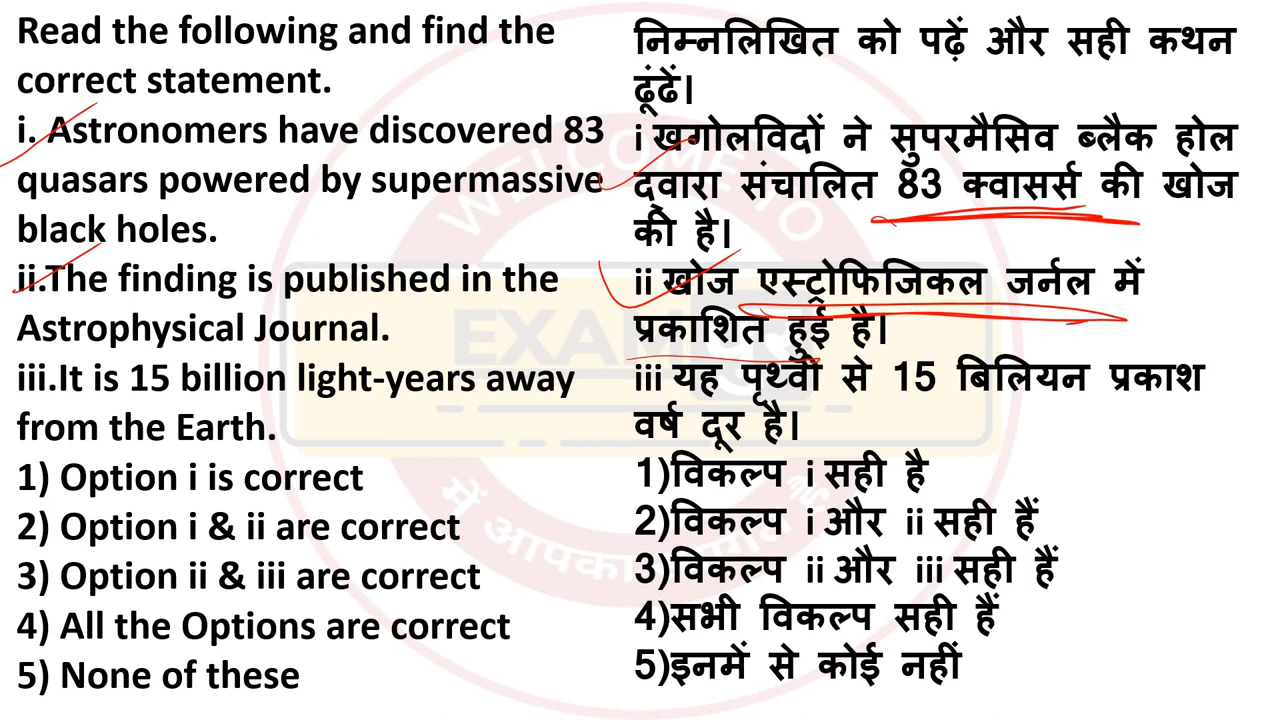 Read the following and find the
correct statement.
i. Astronomers have discovered 83
quasars powered by supermassive
black holes.
ii.The finding is published in the
Astrophysical Journal.
iii.It is 15 billion light-years away
from the Earth.
1) Option i is correct
2) Option i & ii are correct
3) Option ii & iii are correct
4) All the Options are correct
5) None of these
निम्नलिखित को पढ़ें और सही कथन
ढूंढें।
i खगोलविदों ने सुपरमैसिव ब्लैक होल
द्वारा संचालित 83 क्वासर्स की खोज
की है।
ii खोज एस्ट्रोफिजिकल जर्नल में
प्रकाशित हुई है।
iii यह पृथ्वी से 15 बिलियन प्रकाश
वर्ष दूर है।
1)विकल्प i सही है
2)विकल्प i और ii सही हैं
3)विकल्प ii और iii सही हैं
4)सभी विकल्प सही हैं
5)इनमें से कोई नहीं
WELCOME TO
EXAM
में आपका